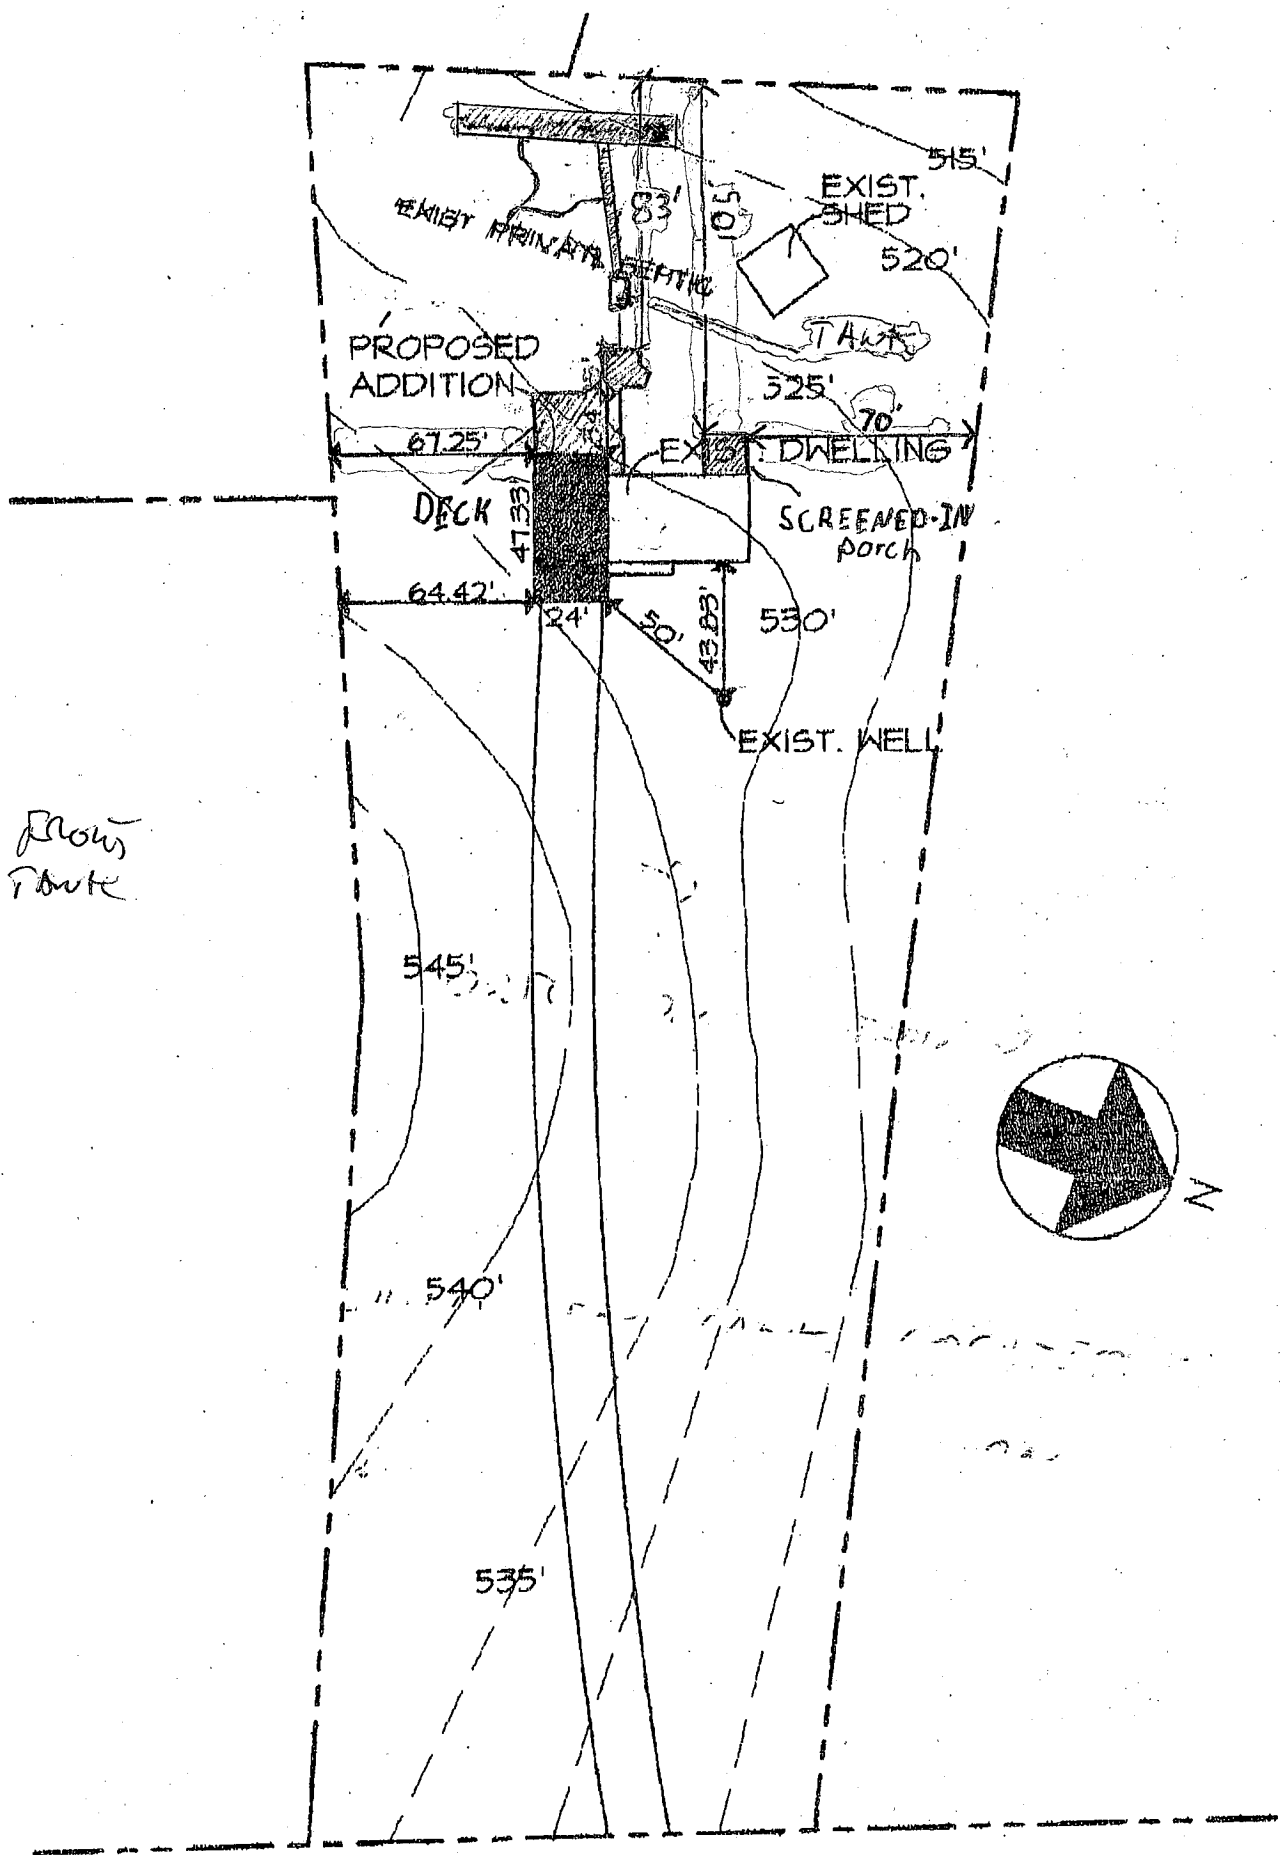 515'
EXIST.
SHED
83'
105'
520'
EXIST PRIVATE SEPTIC
TANK
PROPOSED
ADDITION
525'
70'
67.25'
EXIST. DWELLING
DECK
47.33
SCREENED-IN
porch
64.42'
24'
50'
43.83'
530'
EXIST. WELL
545'
N
540'
535'